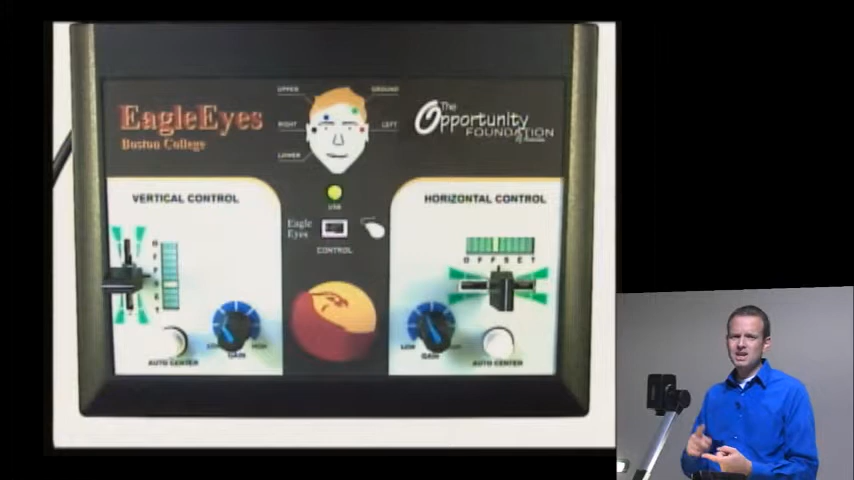 EagleEyes
Boston College
UPPER
GROUND
RIGHT
LEFT
LOWER
The
Opportunity
FOUNDATION
USB
Eagle
Eyes
CONTROL
VERTICAL CONTROL
OFFSET
LOW
HIGH
GAIN
AUTO CENTER
HORIZONTAL CONTROL
OFFSET
LOW
GAIN
AUTO CENTER